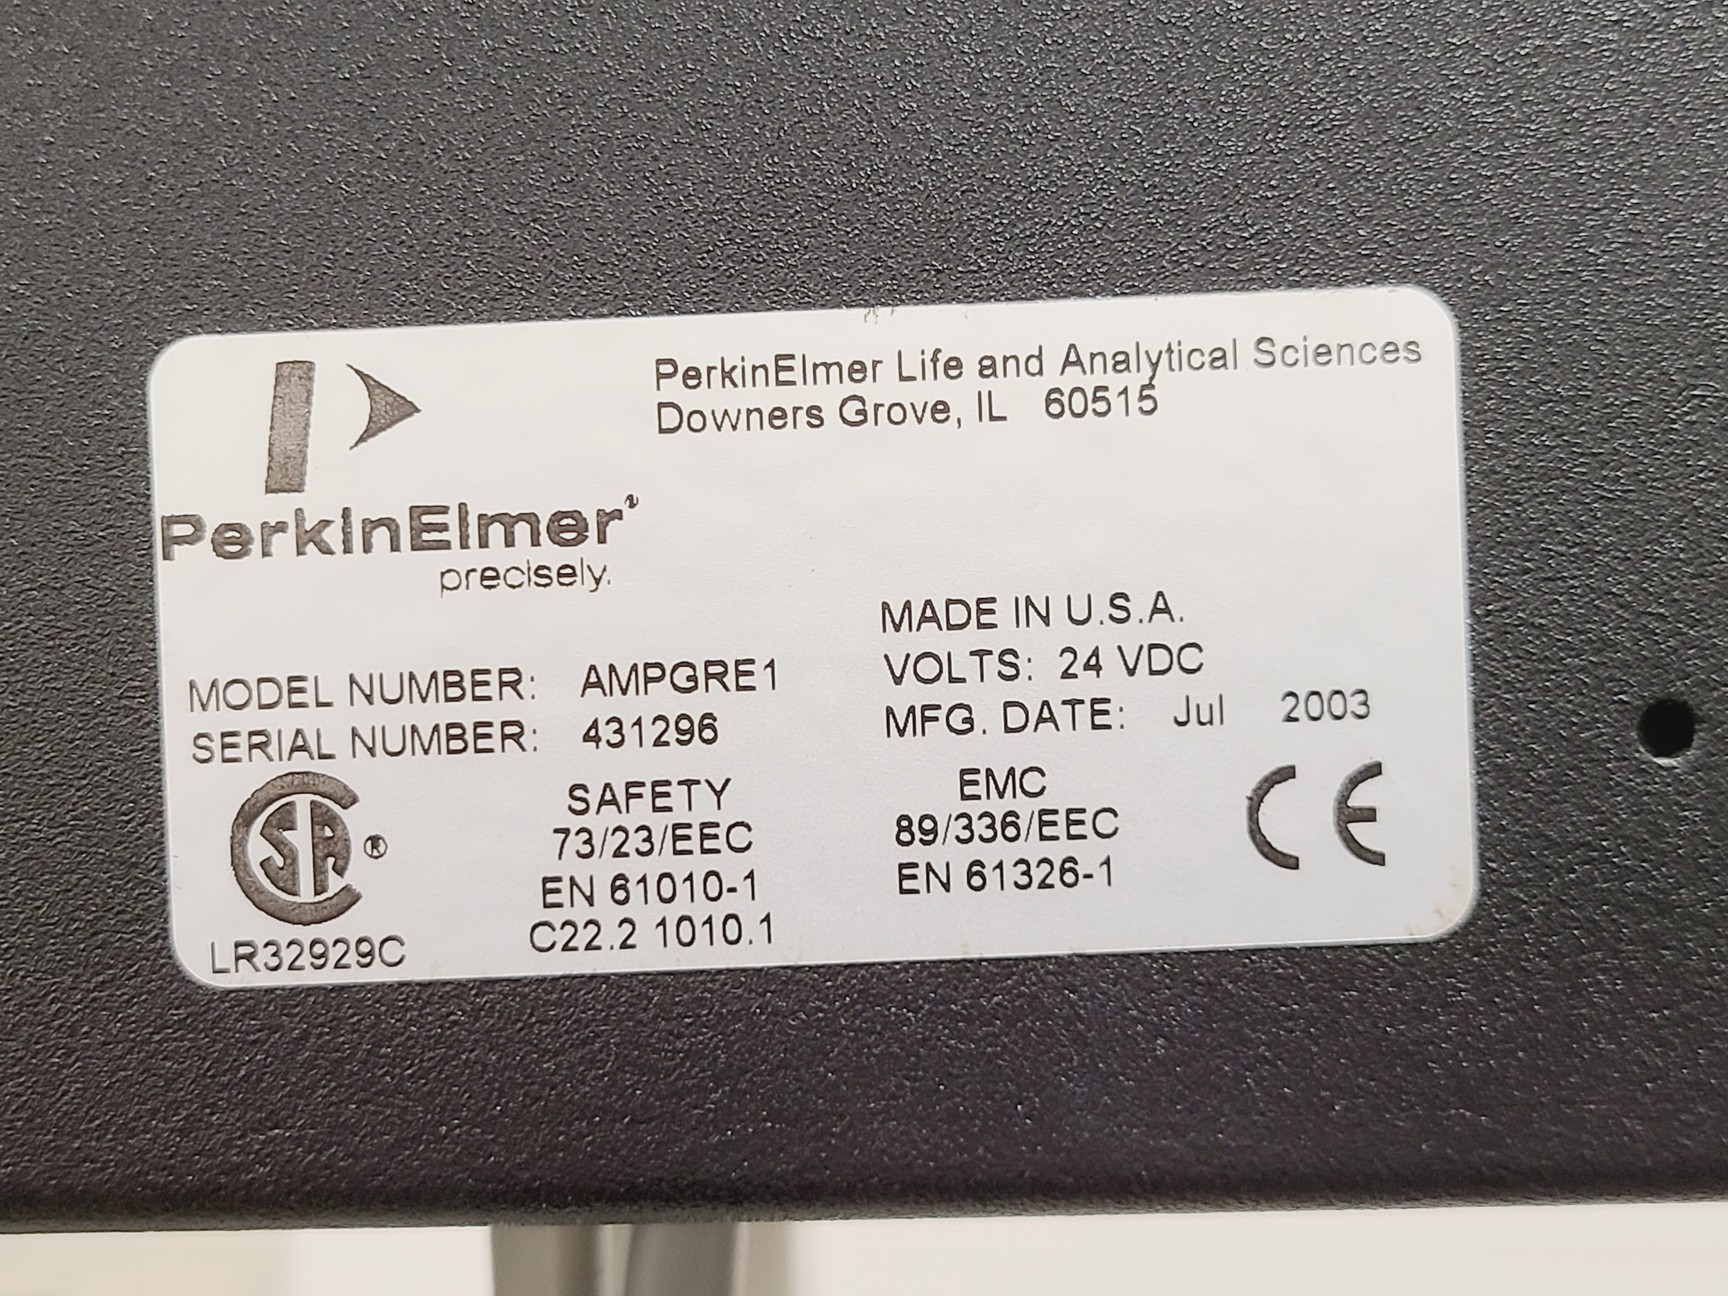 PerkinElmer Life and Analytical Sciences
Downers Grove, IL 60515
PerkinElmer
precisely.
MODEL NUMBER: AMPGRE1
SERIAL NUMBER: 431296
MADE IN U.S.A.
VOLTS: 24 VDC
MFG. DATE: Jul 2003
CSA ®
LR32929C
SAFETY
73/23/EEC
EN 61010-1
C22.2 1010.1
EMC
89/336/EEC
EN 61326-1
CE